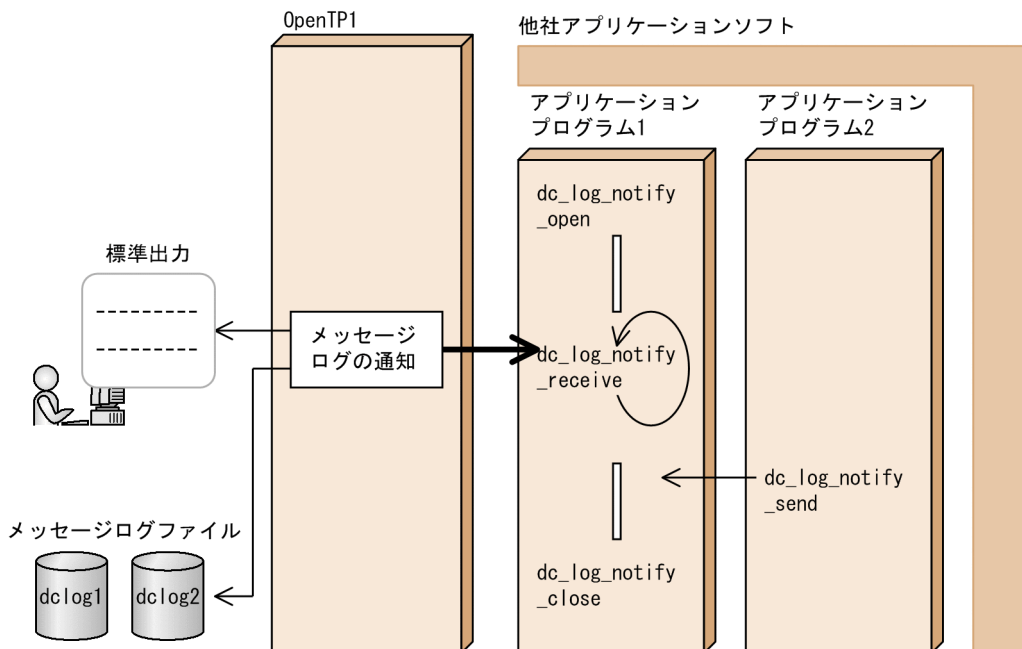 OpenTP1
他社アプリケーションソフト
アプリケーション
プログラム1
アプリケーション
プログラム2
dc_log_notify
_open
標準出力
メッセージ
ログの通知
dc_log_notify
_receive
dc_log_notify
_send
メッセージログファイル
dclog1
dclog2
dc_log_notify
_close